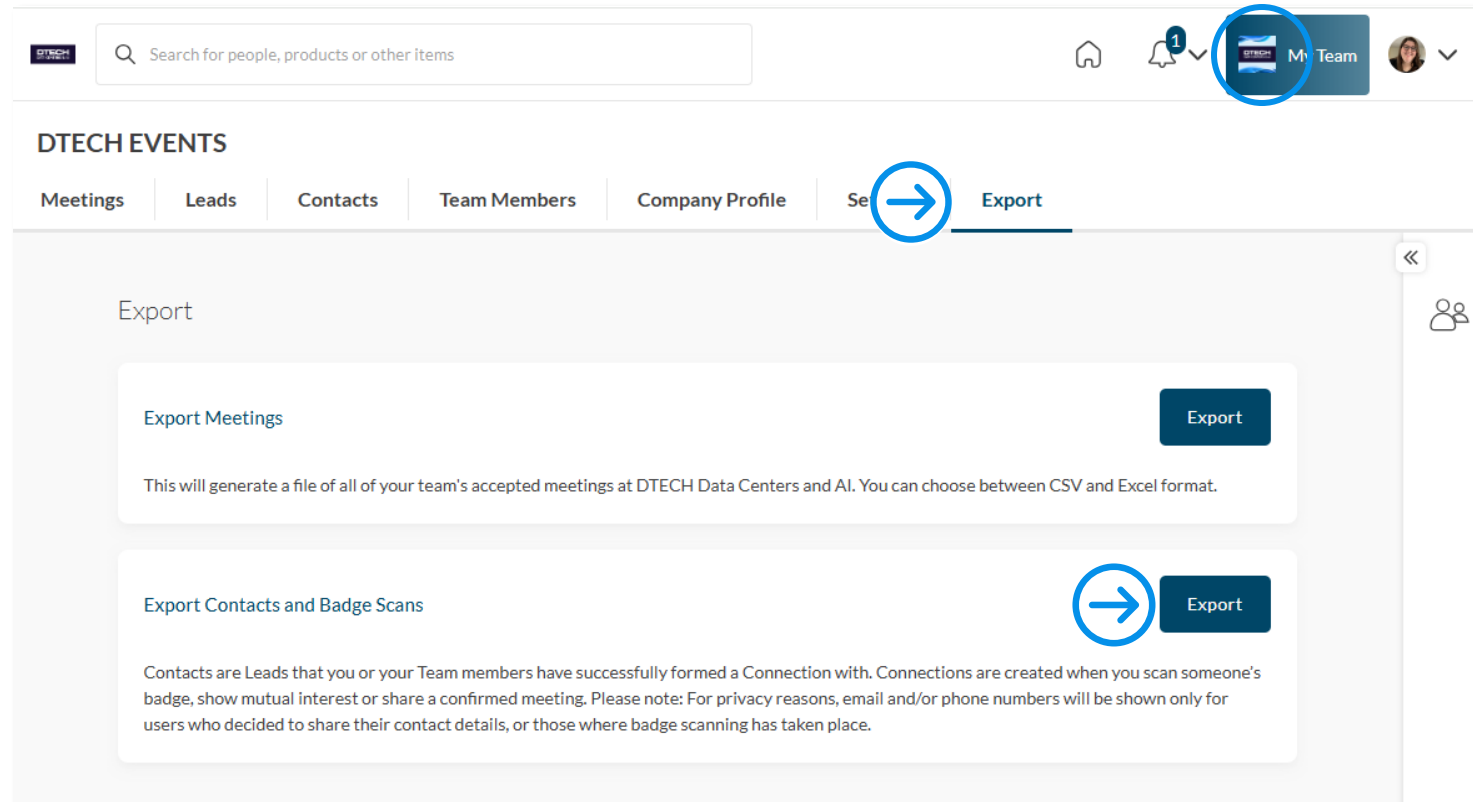 DTECH
Search for people, products or other items
1
DTECH
My Team
DTECH EVENTS
Meetings
Leads
Contacts
Team Members
Company Profile
Se
Export
Export
Export Meetings
Export
This will generate a file of all of your team's accepted meetings at DTECH Data Centers and AI. You can choose between CSV and Excel format.
Export Contacts and Badge Scans
Export
Contacts are Leads that you or your Team members have successfully formed a Connection with. Connections are created when you scan someone's
badge, show mutual interest or share a confirmed meeting. Please note: For privacy reasons, email and/or phone numbers will be shown only for
users who decided to share their contact details, or those where badge scanning has taken place.